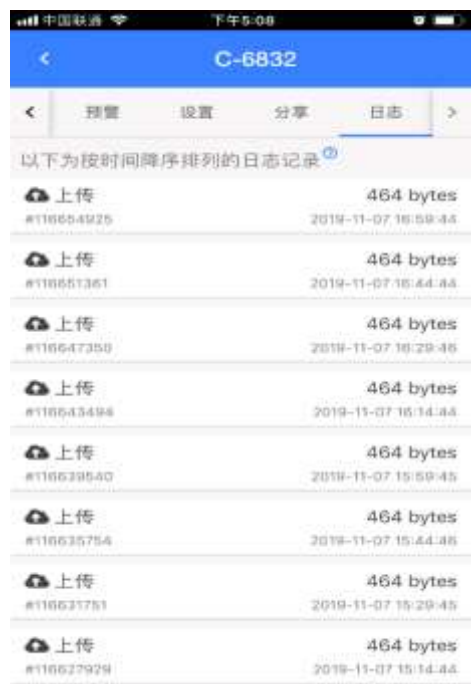 中国联通 下午5:08
C-6832
预警 设置 分享 日志
以下为按时间降序排列的日志记录
上传 464 bytes
#116654925 2019-11-07 16:59:44
上传 464 bytes
#116651361 2019-11-07 16:44:44
上传 464 bytes
#116647350 2019-11-07 16:29:46
上传 464 bytes
#116643494 2019-11-07 16:14:44
上传 464 bytes
#116639540 2019-11-07 15:59:45
上传 464 bytes
#116635754 2019-11-07 15:44:46
上传 464 bytes
#116631751 2019-11-07 15:29:45
上传 464 bytes
#116627929 2019-11-07 15:14:44